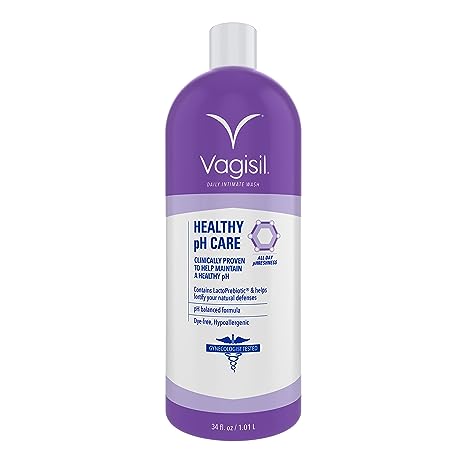 Vagisil.
DAILY INTIMATE WASH
HEALTHY
pH CARE
ALL DAY
pHRESHNESS
CLINICALLY PROVEN
TO HELP MAINTAIN
A HEALTHY pH
Contains LactoPrebiotic® & helps
fortify your natural defenses
pH balanced formula
Dye-free, Hypoallergenic
GYNECOLOGIST TESTED
34 fl. oz / 1.01 L